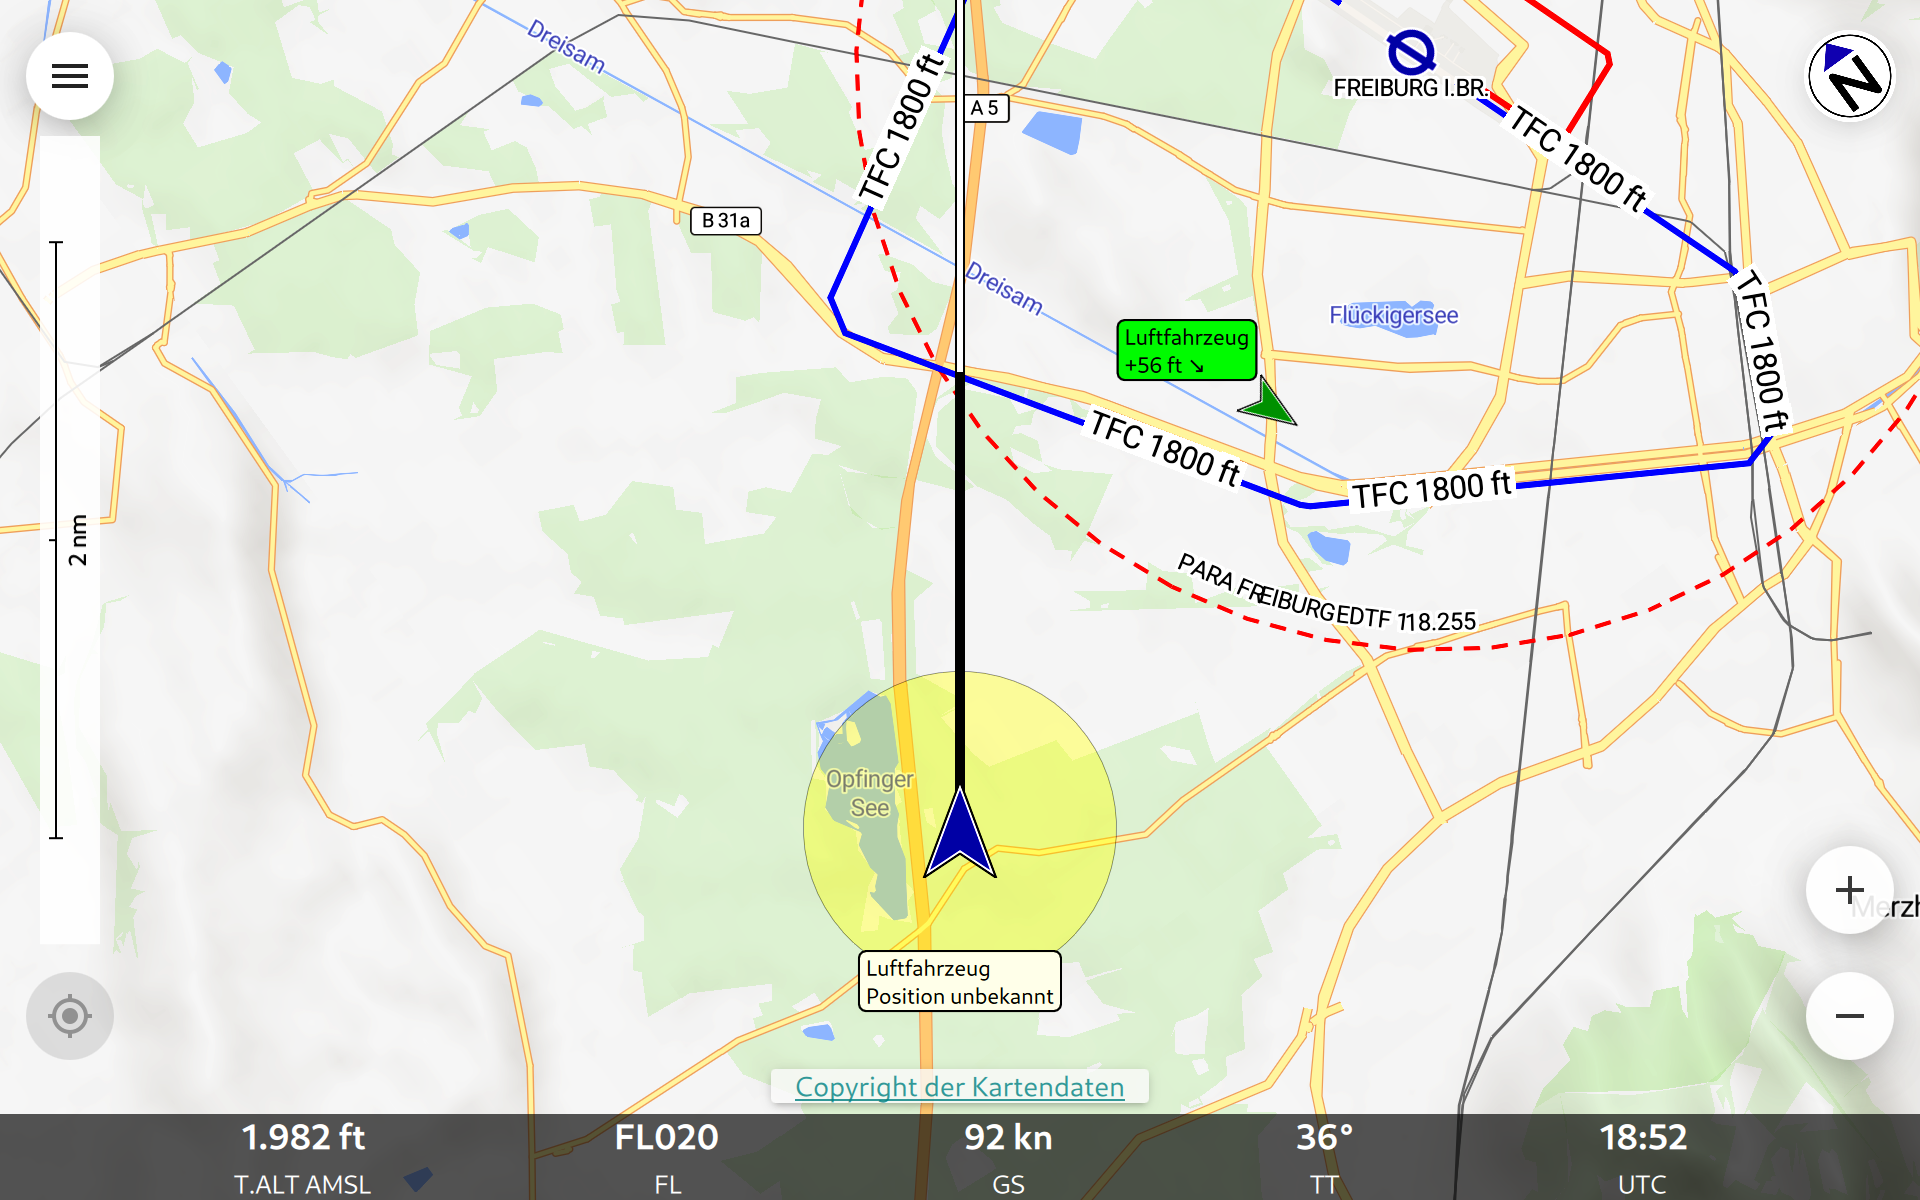 Dreisam
A 5
FREIBURG I.BR.
TFC 1800 ft
TFC 1800 ft
B 31a
Dreisam
Flückigersee
Luftfahrzeug
+56 ft ↘
TFC 1800 ft
TFC 1800 ft
TFC 1800 ft
2 nm
PARA FREIBURG EDTF 118.255
Opfinger
See
Luftfahrzeug
Position unbekannt
Copyright der Kartendaten
1.982 ft
FL020
92 kn
36°
18:52
T.ALT AMSL
FL
GS
TT
UTC